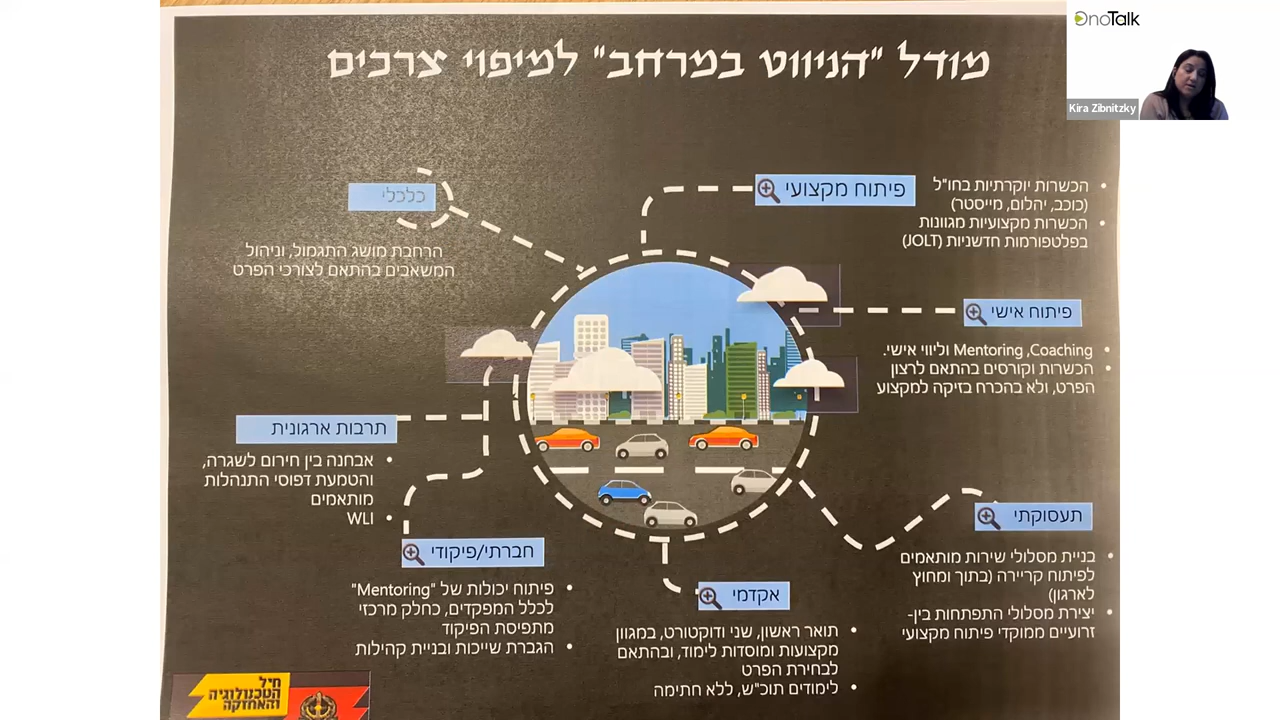 OnoTalk
Kira Zibnitzky
מודל "הניווט במרחב" למיפוי צרכים
פיתוח מקצועי
• הכשרות יוקרתיות בחו"ל
(כוכב, יהלום, מייסטר)
• הכשרות מקצועיות מגוונות
בפלטפורמות חדשניות (JOLT)
פיתוח אישי
• Mentoring ,Coaching וליווי אישי.
• הכשרות וקורסים בהתאם לרצון
הפרט, ולא בהכרח בזיקה למקצוע
תעסוקתי
• בניית מסלולי שירות מותאמים
לפיתוח קריירה (בתוך ומחוץ
לארגון)
• יצירת מסלולי התפתחות בין-
זרועיים ממוקדי פיתוח מקצועי
אקדמי
• תואר ראשון, שני ודוקטורט, במגוון
מקצועות ומוסדות לימוד, ובהתאם
לבחירת הפרט
• לימודים תוכ"ש, ללא חתימה
חברתי/פיקודי
• פיתוח יכולות של "Mentoring"
לכלל המפקדים, כחלק מרכזי
מתפיסת הפיקוד
• הגברת שייכות ובניית קהילות
תרבות ארגונית
• אבחנה בין חירום לשגרה,
והטמעת דפוסי התנהלות
מותאמים
• WLI
כלכלי
הרחבת מושג התגמול, וניהול
המשאבים בהתאם לצורכי הפרט
חיל
הטכנולוגיה
והאחזקה